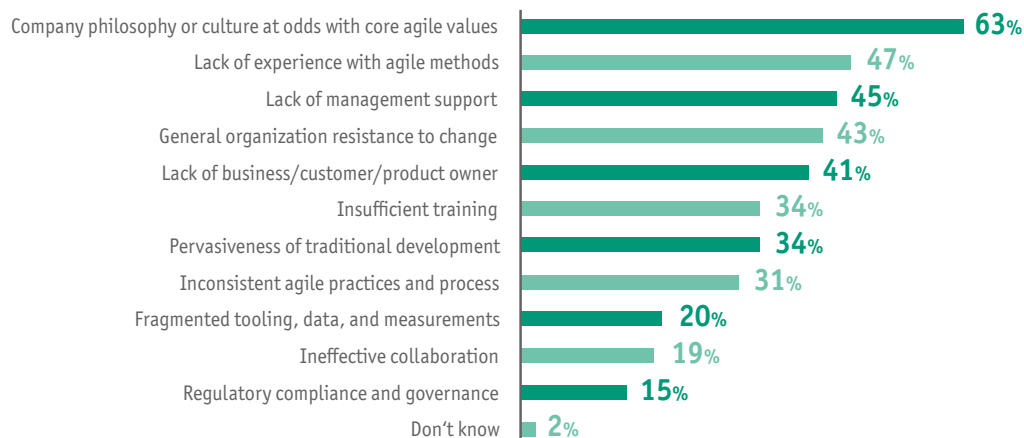 Company philosophy or culture at odds with core agile values 63%
Lack of experience with agile methods 47%
Lack of management support 45%
General organization resistance to change 43%
Lack of business/customer/product owner 41%
Insufficient training 34%
Pervasiveness of traditional development 34%
Inconsistent agile practices and process 31%
Fragmented tooling, data, and measurements 20%
Ineffective collaboration 19%
Regulatory compliance and governance 15%
Don‘t know 2%